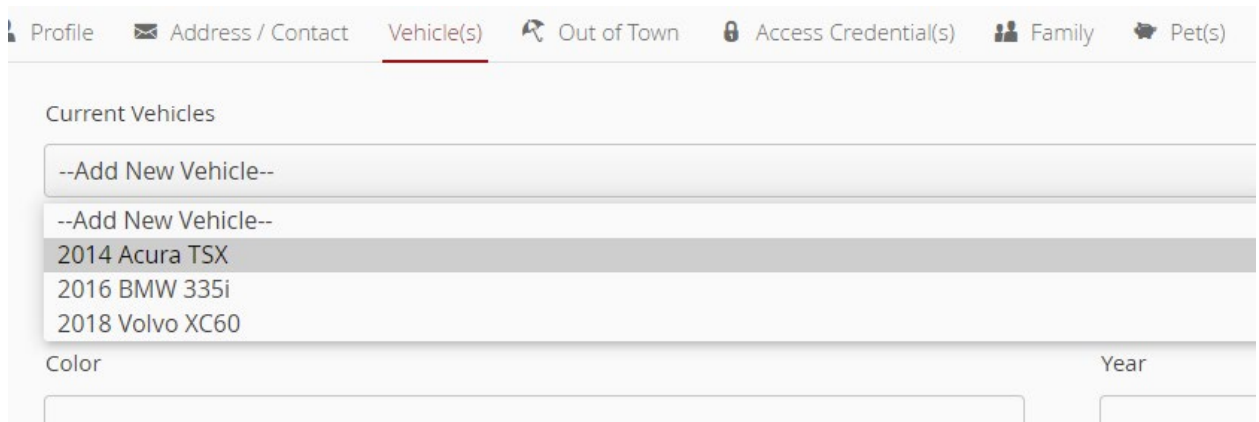 Profile Address / Contact Vehicle(s) Out of Town Access Credential(s) Family Pet(s)
Current Vehicles
--Add New Vehicle--
--Add New Vehicle--
2014 Acura TSX
2016 BMW 335i
2018 Volvo XC60
Color Year